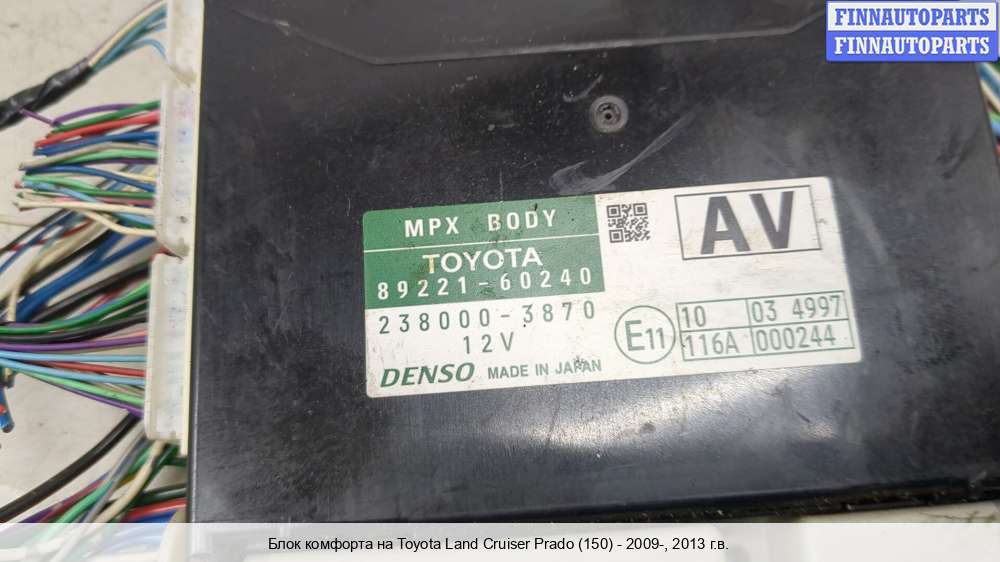 FINNAUTOPARTS
FINNAUTOPARTS
MPX BODY
AV
TOYOTA
89221-60240
238000-3870
12V
E11
10 03 4997
116A 000244
DENSO MADE IN JAPAN
Блок комфорта на Toyota Land Cruiser Prado (150) - 2009-, 2013 г.в.